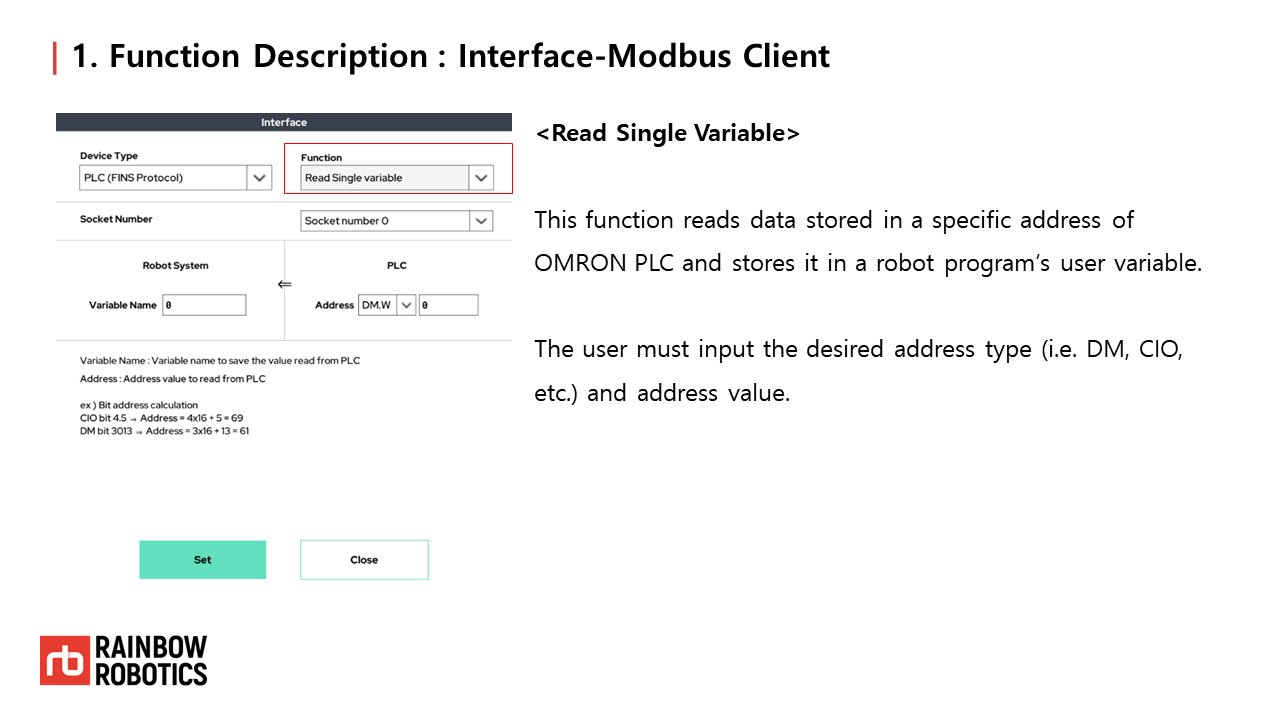 1. Function Description : Interface-Modbus Client
Interface
Device Type
Function
PLC (FINS Protocol)
Read Single variable
Socket Number
Socket number 0
Robot System
PLC
⇐
Variable Name 0
Address DM.W 0
Variable Name : Variable name to save the value read from PLC
Address : Address value to read from PLC
ex ) Bit address calculation
CIO bit 4.5 → Address = 4x16 + 5 = 69
DM bit 3013 → Address = 3x16 + 13 = 61
Set
Close
<Read Single Variable>
This function reads data stored in a specific address of
OMRON PLC and stores it in a robot program’s user variable.
The user must input the desired address type (i.e. DM, CIO,
etc.) and address value.
rb
RAINBOW
ROBOTICS